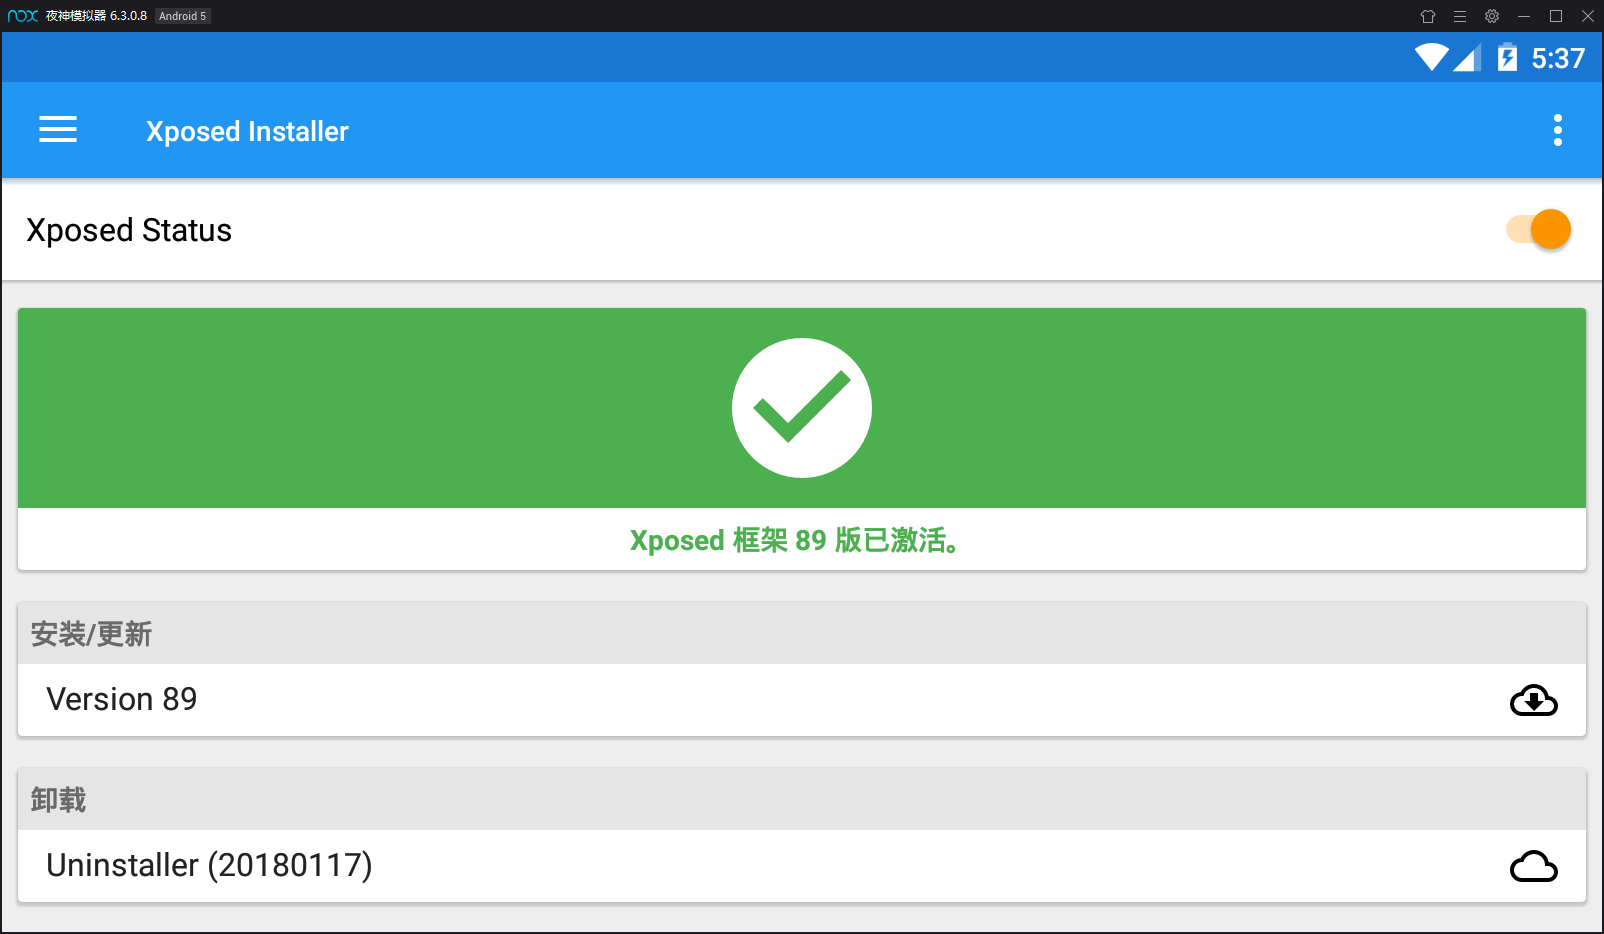 nox 夜神模拟器 6.3.0.8 Android 5
5:37
Xposed Installer
Xposed Status
Xposed 框架 89 版已激活。
安装/更新
Version 89
卸载
Uninstaller (20180117)